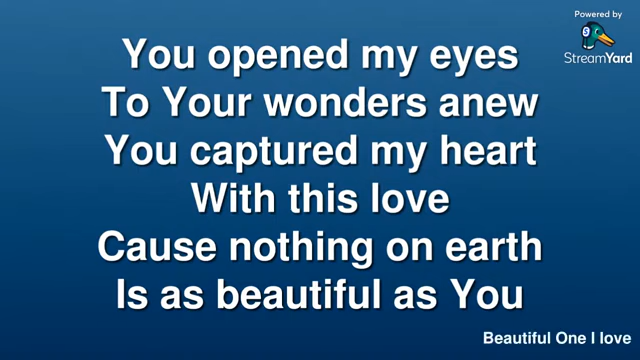 Powered by
StreamYard
You opened my eyes
To Your wonders anew
You captured my heart
With this love
Cause nothing on earth
Is as beautiful as You
Beautiful One I love